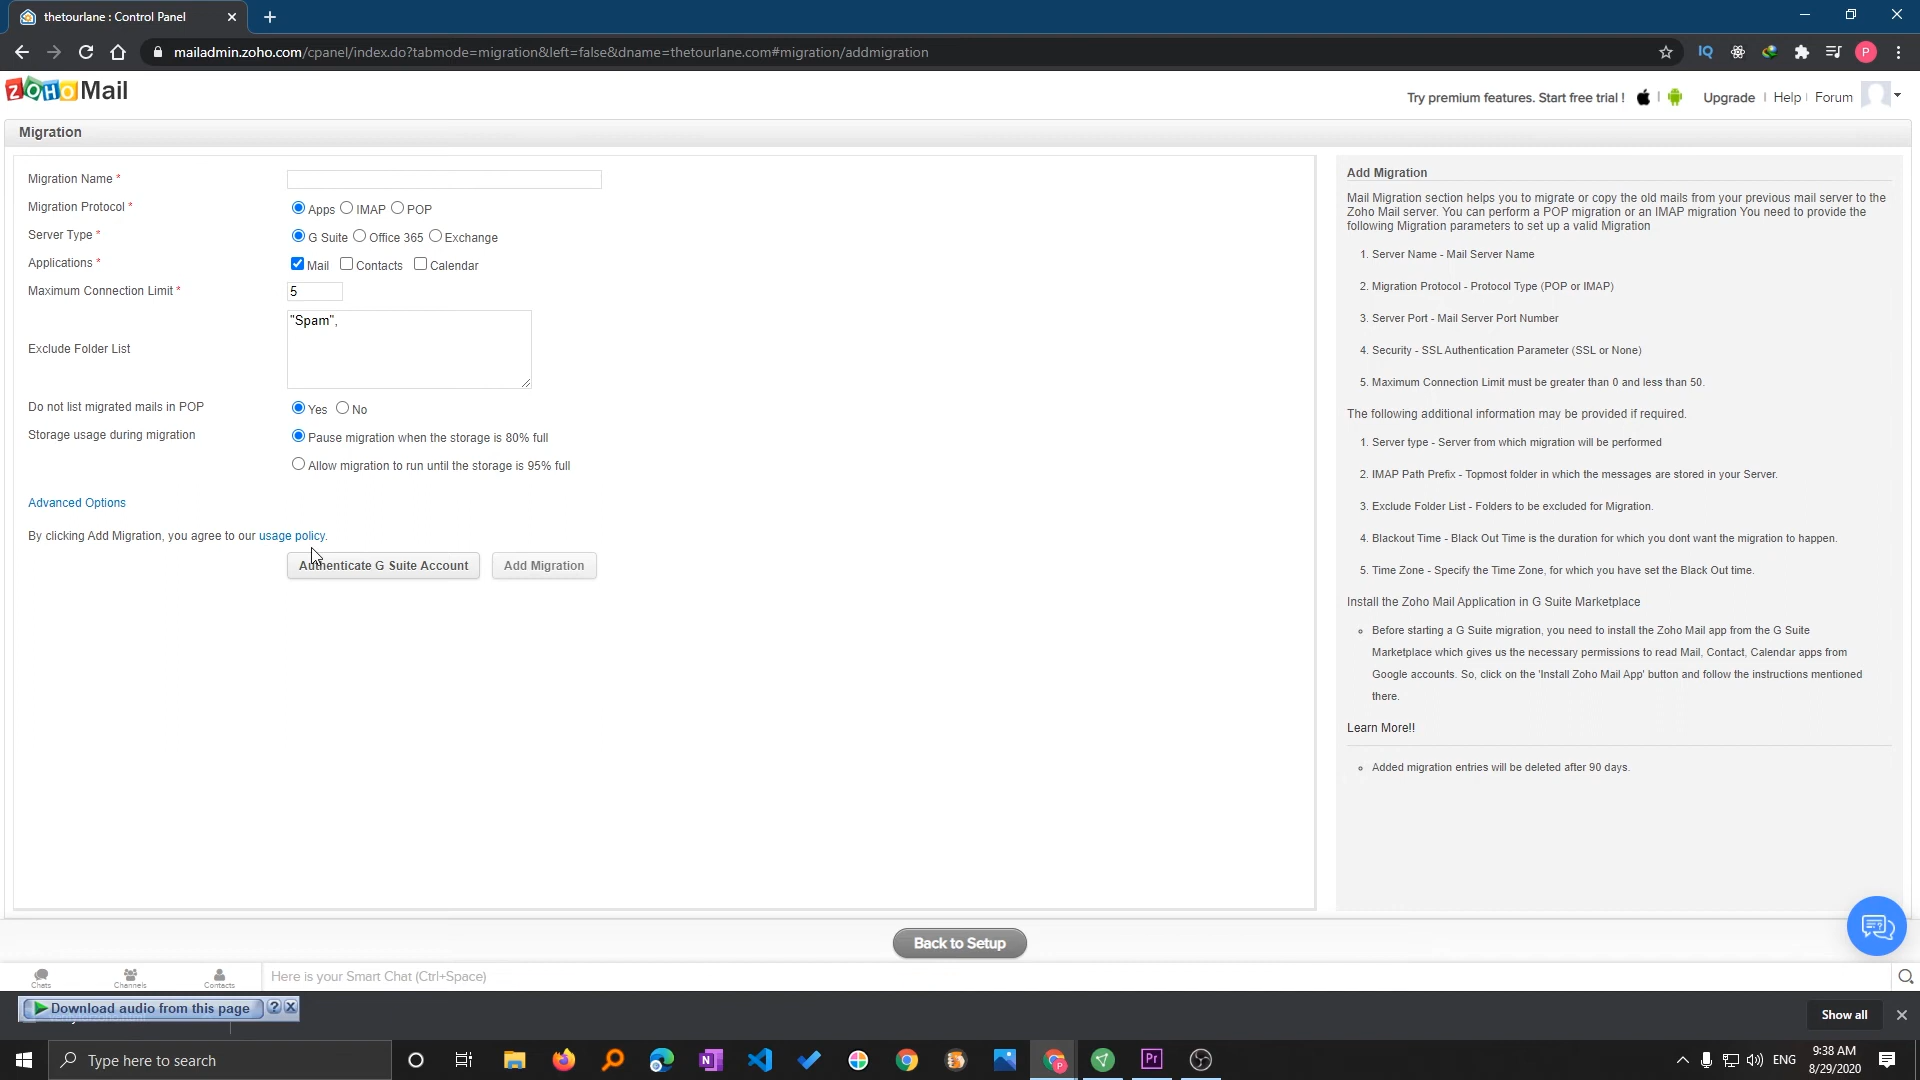 thetourlane : Control Panel
mailadmin.zoho.com/cpanel/index.do?tabmode=migration&left=false&dname=thetourlane.com#migration/addmigration
IQ
P
ZOHO Mail
Try premium features. Start free trial !
Upgrade
Help
Forum
Migration
Migration Name *
Migration Protocol *
Apps IMAP POP
Server Type *
G Suite Office 365 Exchange
Applications *
Mail Contacts Calendar
Maximum Connection Limit *
5
Exclude Folder List
"Spam",
Do not list migrated mails in POP
Yes No
Storage usage during migration
Pause migration when the storage is 80% full
Allow migration to run until the storage is 95% full
Advanced Options
By clicking Add Migration, you agree to our usage policy.
Authenticate G Suite Account
Add Migration
Add Migration
Mail Migration section helps you to migrate or copy the old mails from your previous mail server to the
Zoho Mail server. You can perform a POP migration or an IMAP migration You need to provide the
following Migration parameters to set up a valid Migration
1. Server Name - Mail Server Name
2. Migration Protocol - Protocol Type (POP or IMAP)
3. Server Port - Mail Server Port Number
4. Security - SSL Authentication Parameter (SSL or None)
5. Maximum Connection Limit must be greater than 0 and less than 50.
The following additional information may be provided if required.
1. Server type - Server from which migration will be performed
2. IMAP Path Prefix - Topmost folder in which the messages are stored in your Server.
3. Exclude Folder List - Folders to be excluded for Migration.
4. Blackout Time - Black Out Time is the duration for which you dont want the migration to happen.
5. Time Zone - Specify the Time Zone, for which you have set the Black Out time.
Install the Zoho Mail Application in G Suite Marketplace
Before starting a G Suite migration, you need to install the Zoho Mail app from the G Suite
Marketplace which gives us the necessary permissions to read Mail, Contact, Calendar apps from
Google accounts. So, click on the 'Install Zoho Mail App' button and follow the instructions mentioned
there.
Learn More!!
Added migration entries will be deleted after 90 days.
Back to Setup
Chats
Channels
Contacts
Here is your Smart Chat (Ctrl+Space)
Download audio from this page
Show all
Type here to search
N
Pr
P
ENG
9:38 AM
8/29/2020